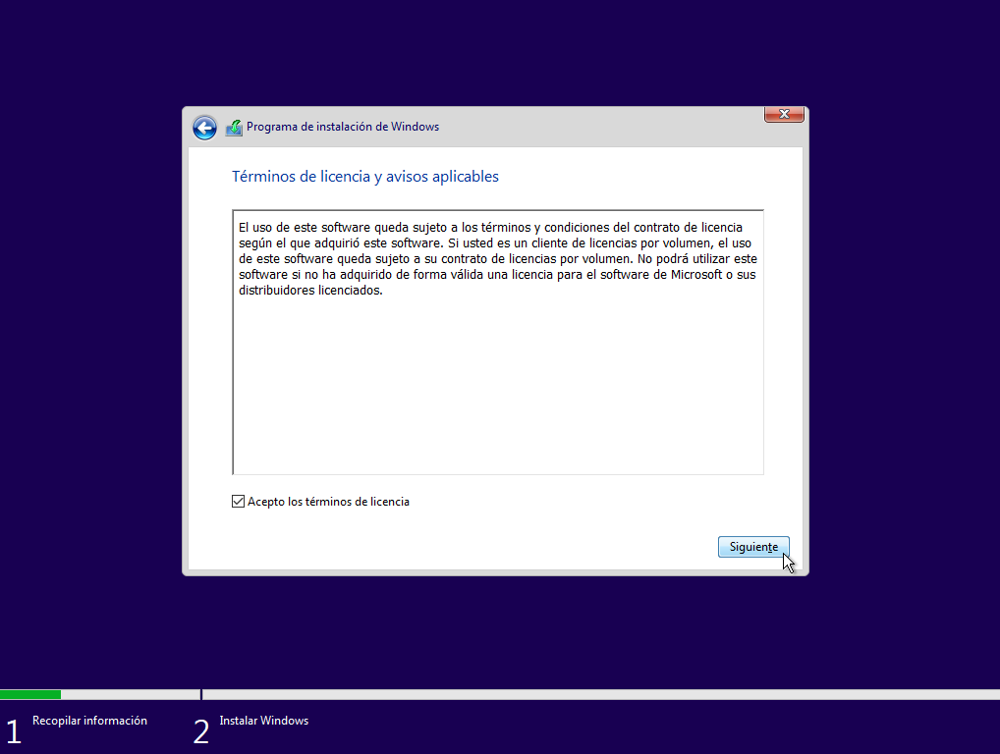 Programa de instalación de Windows
Términos de licencia y avisos aplicables
El uso de este software queda sujeto a los términos y condiciones del contrato de licencia
según el que adquirió este software. Si usted es un cliente de licencias por volumen, el uso
de este software queda sujeto a su contrato de licencias por volumen. No podrá utilizar este
software si no ha adquirido de forma válida una licencia para el software de Microsoft o sus
distribuidores licenciados.
Acepto los términos de licencia
Siguiente
1 Recopilar información
2 Instalar Windows